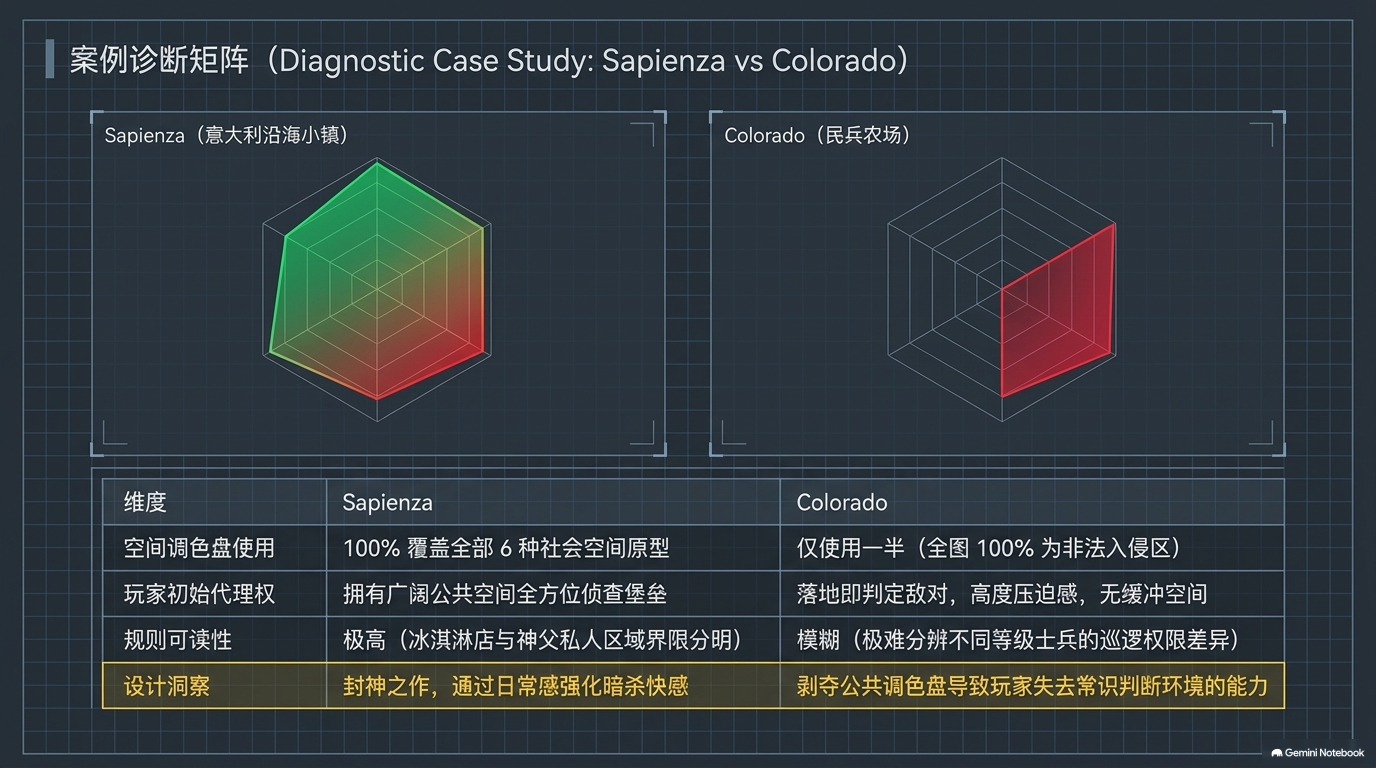 案例诊断矩阵（Diagnostic Case Study: Sapienza vs Colorado）
Sapienza（意大利沿海小镇）
Colorado（民兵农场）
维度 Sapienza Colorado
空间调色盘使用 100% 覆盖全部 6 种社会空间原型 仅使用一半（全图 100% 为非法入侵区）
玩家初始代理权 拥有广阔公共空间全方位侦查堡垒 落地即判定敌对，高度压迫感，无缓冲空间
规则可读性 极高（冰淇淋店与神父私人区域界限分明） 模糊（极难分辨不同等级士兵的巡逻权限差异）
设计洞察 封神之作，通过日常感强化暗杀快感 剥夺公共调色盘导致玩家失去常识判断环境的能力
Gemini Notebook